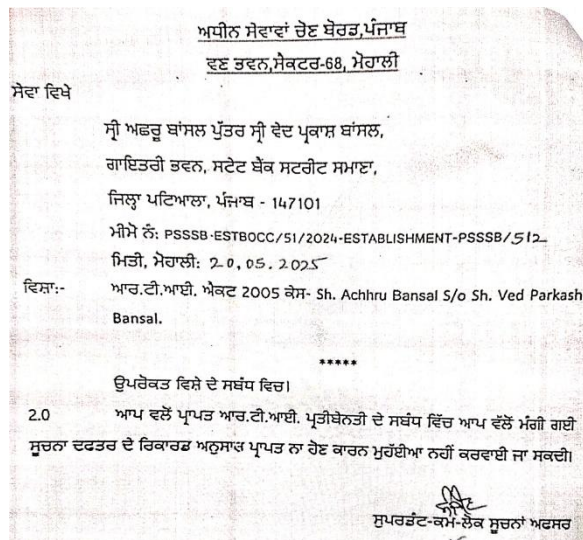 ਅਧੀਨ ਸੇਵਾਵਾਂ ਚੋਣ ਬੋਰਡ,ਪੰਜਾਬ
ਵਣ ਭਵਨ,ਸੈਕਟਰ-68, ਮੋਹਾਲੀ
ਸੇਵਾ ਵਿਖੇ
ਸ੍ਰੀ ਅਛਰੂ ਬਾਂਸਲ ਪੁੱਤਰ ਸ੍ਰੀ ਵੇਦ ਪ੍ਰਕਾਸ਼ ਬਾਂਸਲ,
ਗਾਇਤਰੀ ਭਵਨ, ਸਟੇਟ ਬੈਂਕ ਸਟਰੀਟ ਸਮਾਣਾ,
ਜਿਲ੍ਹਾ ਪਟਿਆਲਾ, ਪੰਜਾਬ - 147101
ਮੀਮੋ ਨੰ: PSSSB-ESTBOCC/51/2024-ESTABLISHMENT-PSSSB/512
ਮਿਤੀ, ਮੋਹਾਲੀ: 20.05.2025
ਵਿਸ਼ਾ:- ਆਰ.ਟੀ.ਆਈ. ਐਕਟ 2005 ਕੇਸ- Sh. Achhru Bansal S/o Sh. Ved Parkash
Bansal.
*****
ਉਪਰੋਕਤ ਵਿਸ਼ੇ ਦੇ ਸਬੰਧ ਵਿਚ।
2.0 ਆਪ ਵਲੋਂ ਪ੍ਰਾਪਤ ਆਰ.ਟੀ.ਆਈ. ਪ੍ਰਤੀਬੇਨਤੀ ਦੇ ਸਬੰਧ ਵਿੱਚ ਆਪ ਵੱਲੋਂ ਮੰਗੀ ਗਈ
ਸੂਚਨਾ ਦਫਤਰ ਦੇ ਰਿਕਾਰਡ ਅਨੁਸਾਰ ਪ੍ਰਾਪਤ ਨਾ ਹੋਣ ਕਾਰਨ ਮੁਹੱਈਆ ਨਹੀਂ ਕਰਵਾਈ ਜਾ ਸਕਦੀ।
ਸੁਪਰਡੰਟ-ਕਮ-ਲੋਕ ਸੂਚਨਾਂ ਅਫਸਰ